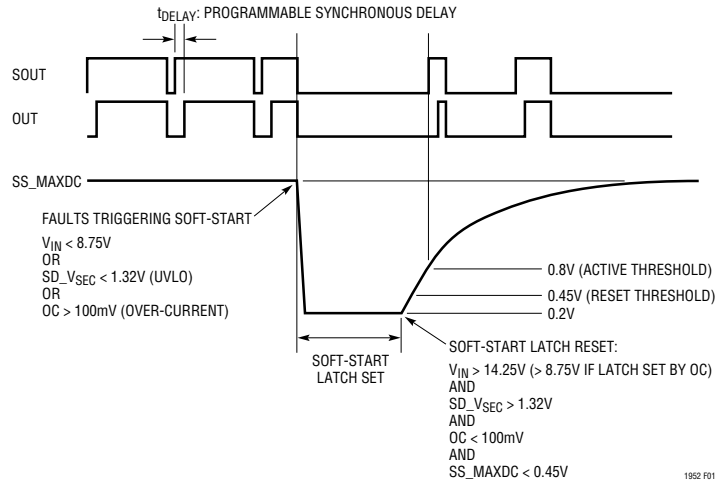 tDELAY: PROGRAMMABLE SYNCHRONOUS DELAY
SOUT
OUT
SS_MAXDC
FAULTS TRIGGERING SOFT-START
VIN < 8.75V
OR
SD_VSEC < 1.32V (UVLO)
OR
OC > 100mV (OVER-CURRENT)
0.8V (ACTIVE THRESHOLD)
0.45V (RESET THRESHOLD)
0.2V
SOFT-START
LATCH SET
SOFT-START LATCH RESET:
VIN > 14.25V (> 8.75V IF LATCH SET BY OC)
AND
SD_VSEC > 1.32V
AND
OC < 100mV
AND
SS_MAXDC < 0.45V
1952 F01